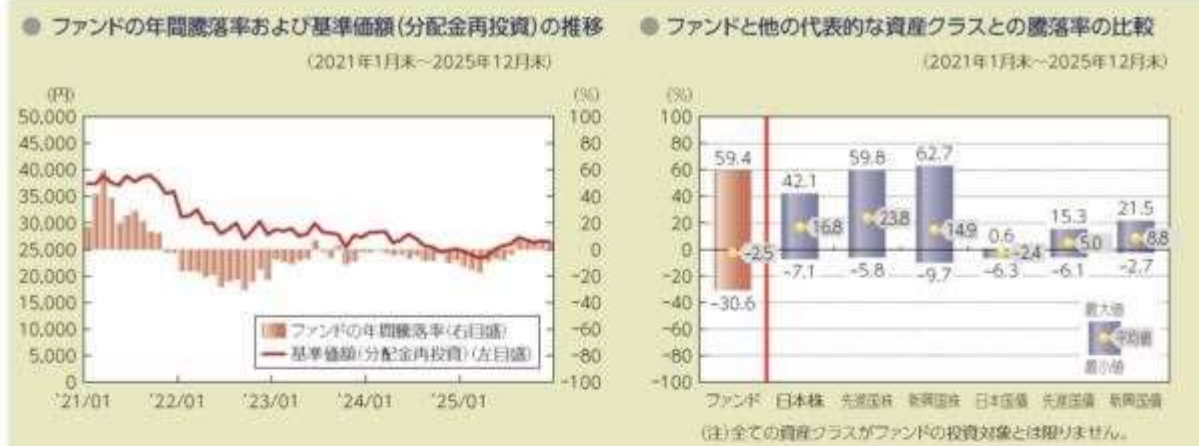 ● ファンドの年間騰落率および基準価額(分配金再投資)の推移
(2021年1月末～2025年12月末)
(円)
(%)
50,000
45,000
40,000
35,000
30,000
25,000
20,000
15,000
10,000
5,000
0
100
80
60
40
20
0
-20
-40
-60
-80
-100
ファンドの年間騰落率(右目盛)
基準価額(分配金再投資)(左目盛)
'21/01 '22/01 '23/01 '24/01 '25/01
● ファンドと他の代表的な資産クラスとの騰落率の比較
(2021年1月末～2025年12月末)
(%)
100
80
60
40
20
0
-20
-40
-60
-80
-100
59.4 42.1 59.8 62.7 0.6 15.3 21.5
-2.5 16.8 23.8 14.9 -2.4 5.0 8.8
-30.6 -7.1 -5.8 -9.7 -6.3 -6.1 -2.7
最大値
平均値
最小値
ファンド 日本株 先進国株 新興国株 日本国債 先進国債 新興国債
(注)全ての資産クラスがファンドの投資対象とは限りません。